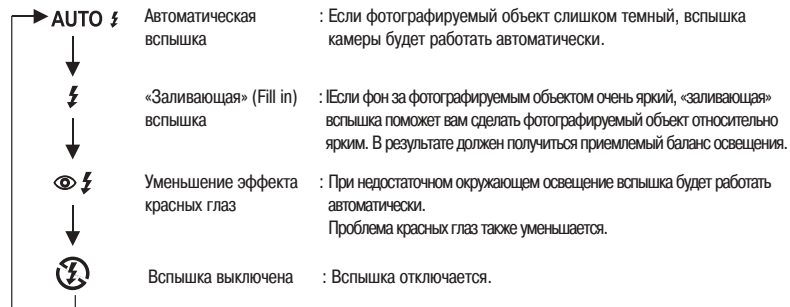 AUTO Автоматическая вспышка : Если фотографируемый объект слишком темный, вспышка
камеры будет работать автоматически.
«Заливающая» (Fill in) вспышка : IЕсли фон за фотографируемым объектом очень яркий, «заливающая»
вспышка поможет вам сделать фотографируемый объект относительно
ярким. В результате должен получиться приемлемый баланс освещения.
Уменьшение эффекта красных глаз : При недостаточном окружающем освещение вспышка будет работать
автоматически.
Проблема красных глаз также уменьшается.
Вспышка выключена : Вспышка отключается.